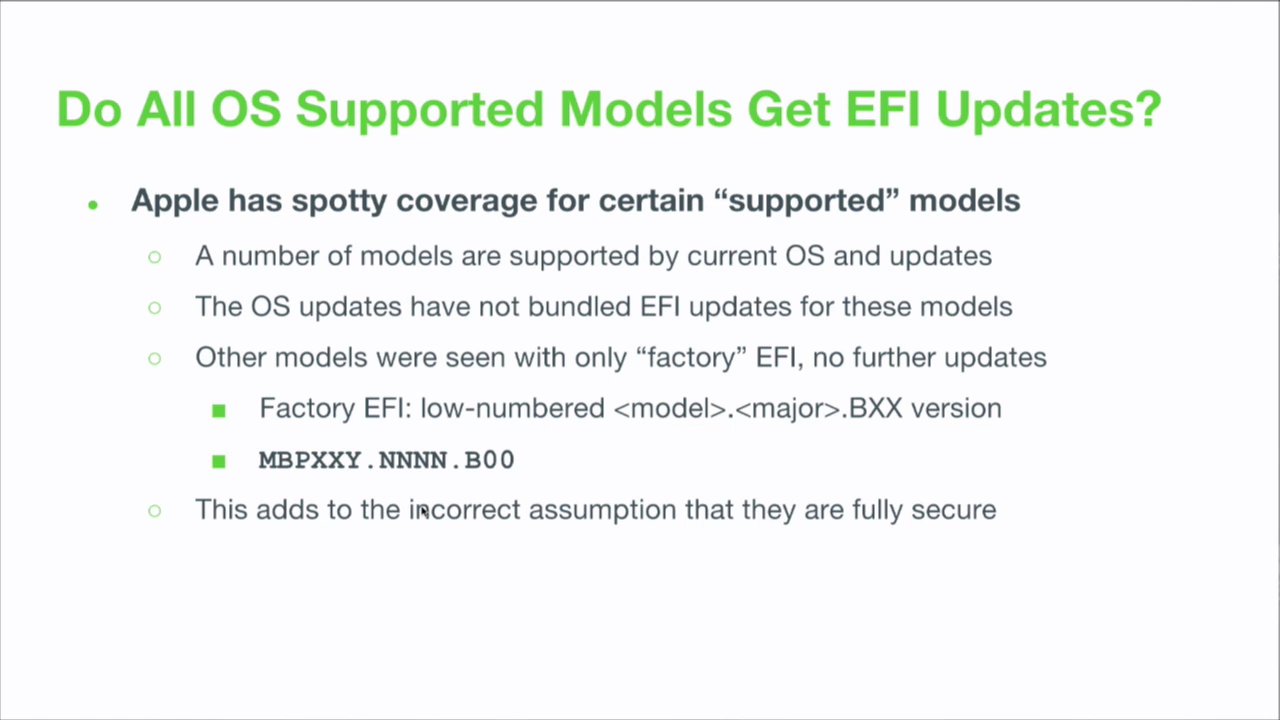 Do All OS Supported Models Get EFI Updates?
Apple has spotty coverage for certain “supported” models
A number of models are supported by current OS and updates
The OS updates have not bundled EFI updates for these models
Other models were seen with only “factory” EFI, no further updates
Factory EFI: low-numbered <model>.<major>.BXX version
MBPXXY.NNNN.B00
This adds to the incorrect assumption that they are fully secure